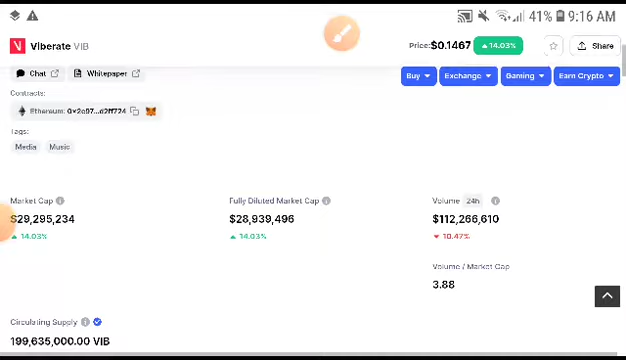 41% 9:16 AM
Viberate VIB Price:$0.1467 14.03% Share
Chat Whitepaper Buy Exchange Gaming Earn Crypto
Contracts:
Ethereum: 0x2c97...d2ff724
Tags:
Media Music
Market Cap Fully Diluted Market Cap Volume 24h
$29,295,234 $28,939,496 $112,266,610
14.03% 14.03% 10.47%
Volume / Market Cap
3.88
Circulating Supply
199,635,000.00 VIB